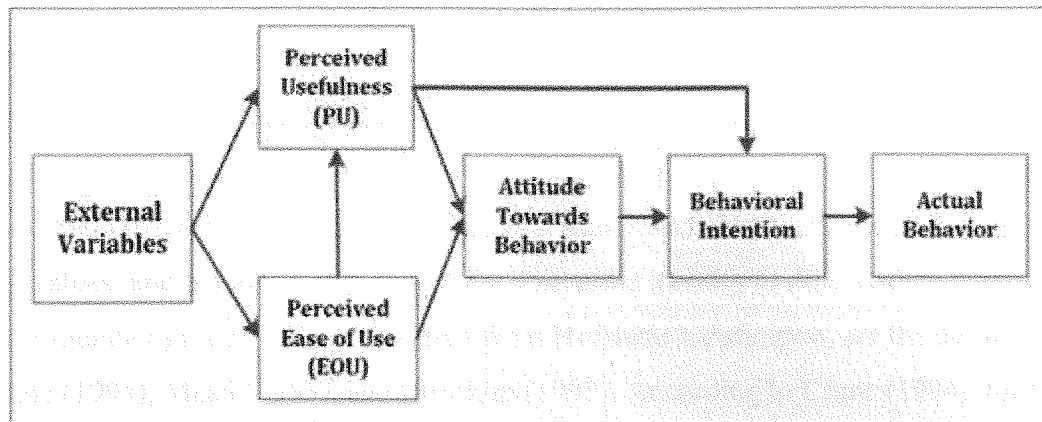 Perceived
Usefulness
(PU)
External
Variables
Perceived
Ease of Use
(EOU)
Attitude
Towards
Behavior
Behavioral
Intention
Actual
Behavior